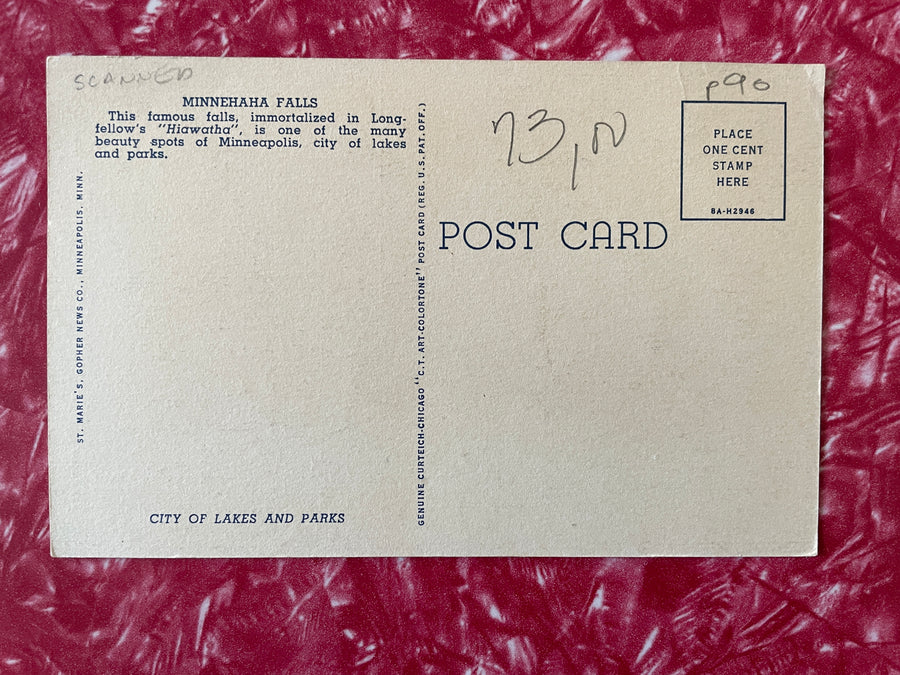 SCANNED
MINNEHAHA FALLS
This famous falls, immortalized in Long-
fellow's "Hiawatha", is one of the many
beauty spots of Minneapolis, city of lakes
and parks.
ST. MARIE'S, GOPHER NEWS CO., MINNEAPOLIS, MINN.
CITY OF LAKES AND PARKS
GENUINE CURTEICH-CHICAGO "C.T. ART-COLORTONE" POST CARD (REG. U.S. PAT. OFF.)
POST CARD
p90
PLACE
ONE CENT
STAMP
HERE
8A-H2946